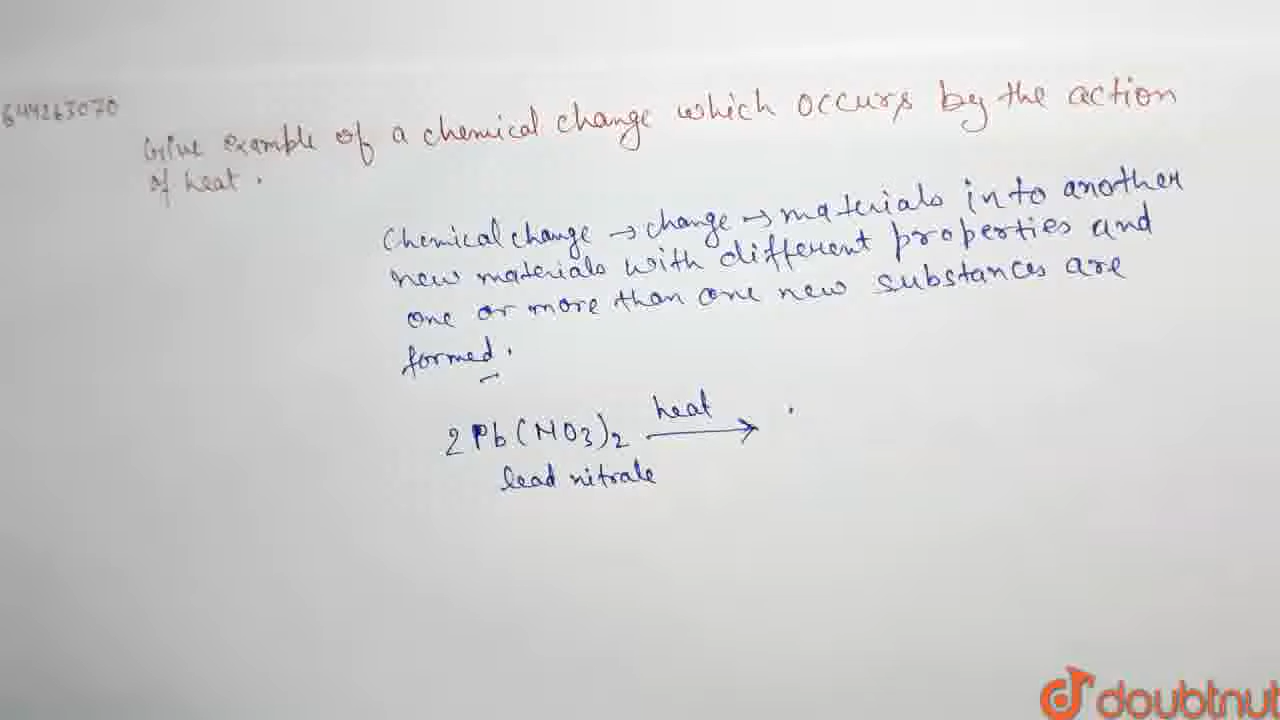 644263070
Give example of a chemical change which occurs by the action
of heat.
Chemical change → change → materials into another
new materials with different properties and
one or more than one new substances are
formed.
2Pb(NO3)2 heat →
lead nitrate
doubtnut